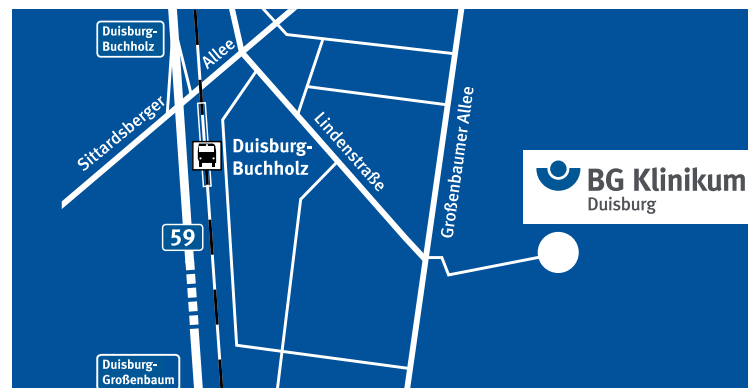 Duisburg-
Buchholz
Sittardsberger Allee
Duisburg-
Buchholz
Lindenstraße
Großenbaumer Allee
BG Klinikum
Duisburg
59
Duisburg-
Großenbaum